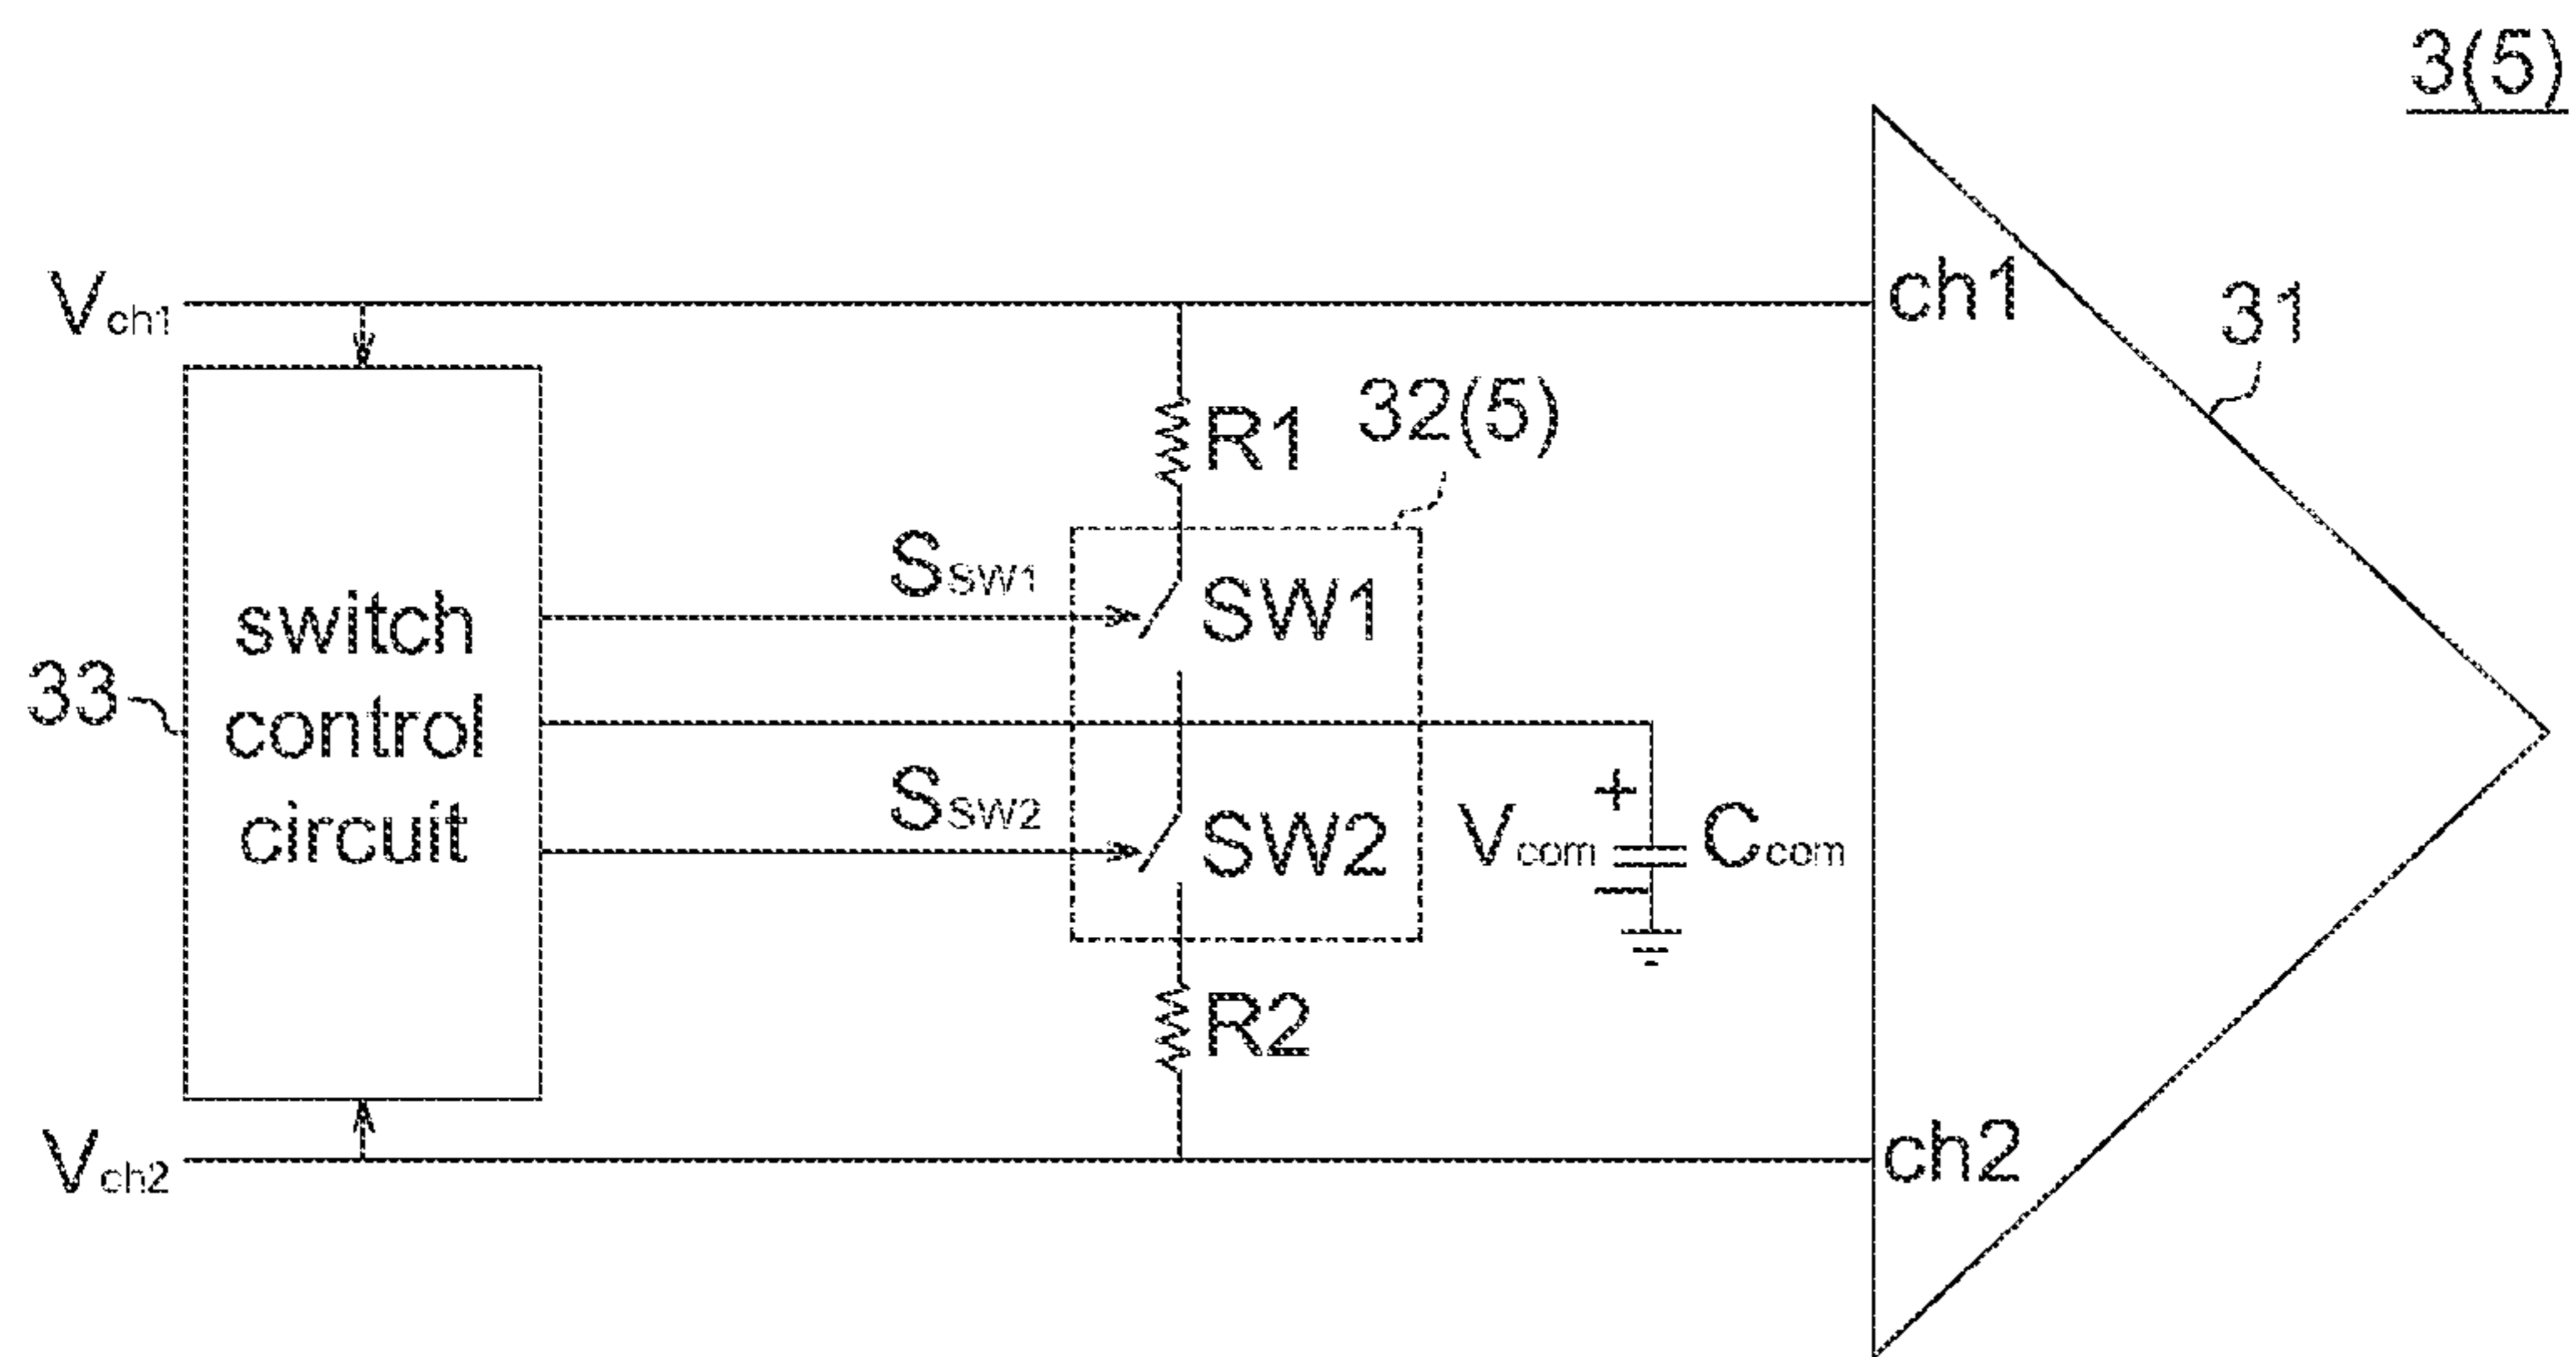 3(5)
Vch1
ch1
31
R1
32(5)
SSW1
SW1
switch
control
circuit
33
SSW2
SW2
+
Vcom
Ccom
R2
Vch2
ch2